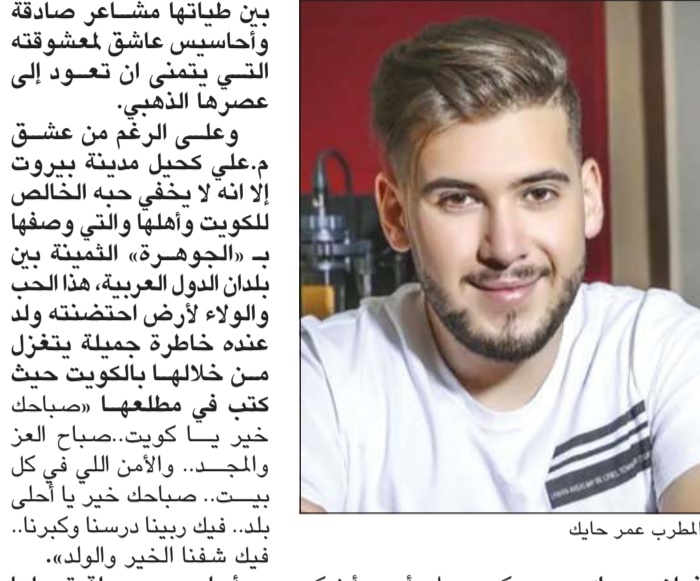 بين طياتها مشاعر صادقة
وأحاسيس عاشق لمعشوقته
التي يتمنى ان تعود إلى
عصرها الذهبي.
وعلى الرغم من عشق
م.علي كحيل مدينة بيروت
إلا انه لا يخفي حبه الخالص
للكويت وأهلها والتي وصفها
بـ «الجوهرة» الثمينة بين
بلدان الدول العربية، هذا الحب
والولاء لأرض احتضنته ولد
عنده خاطرة جميلة يتغزل
من خلالها بالكويت حيث
كتب في مطلعها «صباحك
خير يا كويت..صباح العز
والمجد.. والأمن اللي في كل
بيت.. صباحك خير يا أحلى
بلد.. فيك ربينا درسنا وكبرنا..
فيك شفنا الخير والولد».
المطرب عمر حايك